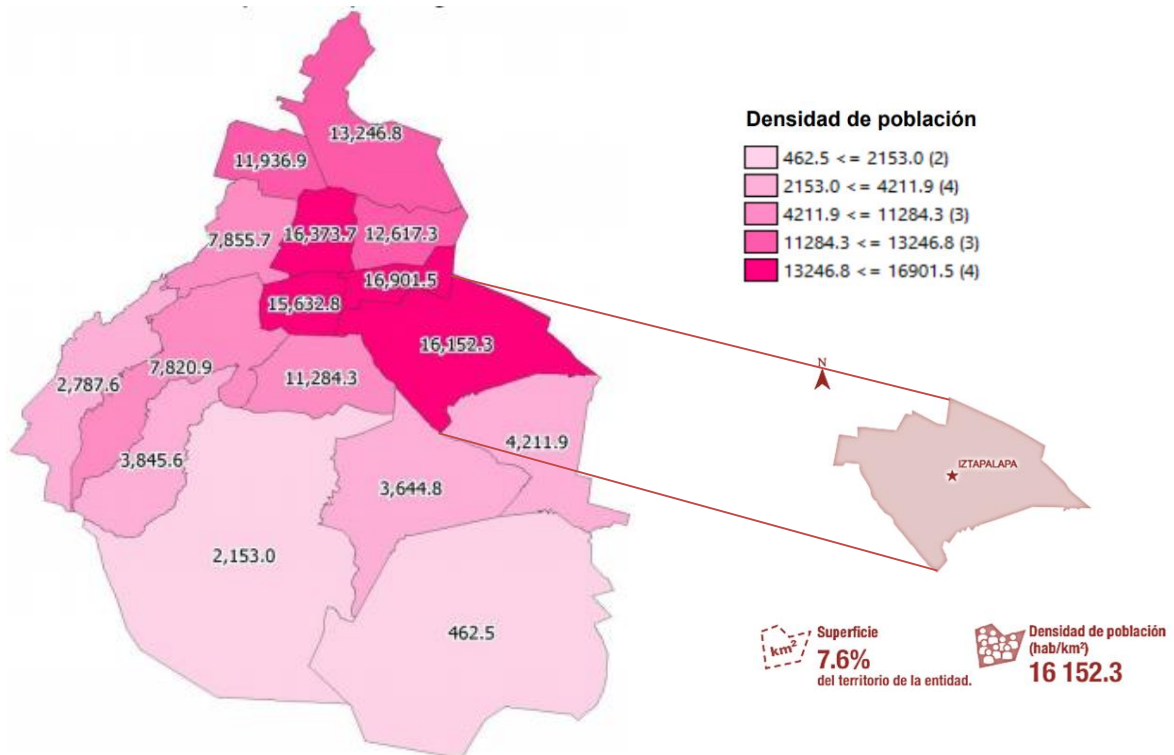 13,246.8
11,936.9
7,855.7
16,373.7
12,617.3
16,901.5
15,632.8
16,152.3
2,787.6
7,820.9
11,284.3
3,845.6
4,211.9
3,644.8
2,153.0
462.5
Densidad de población
462.5 <= 2153.0 (2)
2153.0 <= 4211.9 (4)
4211.9 <= 11284.3 (3)
11284.3 <= 13246.8 (3)
13246.8 <= 16901.5 (4)
N
IZTAPALAPA
km²
Superficie
7.6%
del territorio de la entidad.
Densidad de población
(hab/km²)
16 152.3